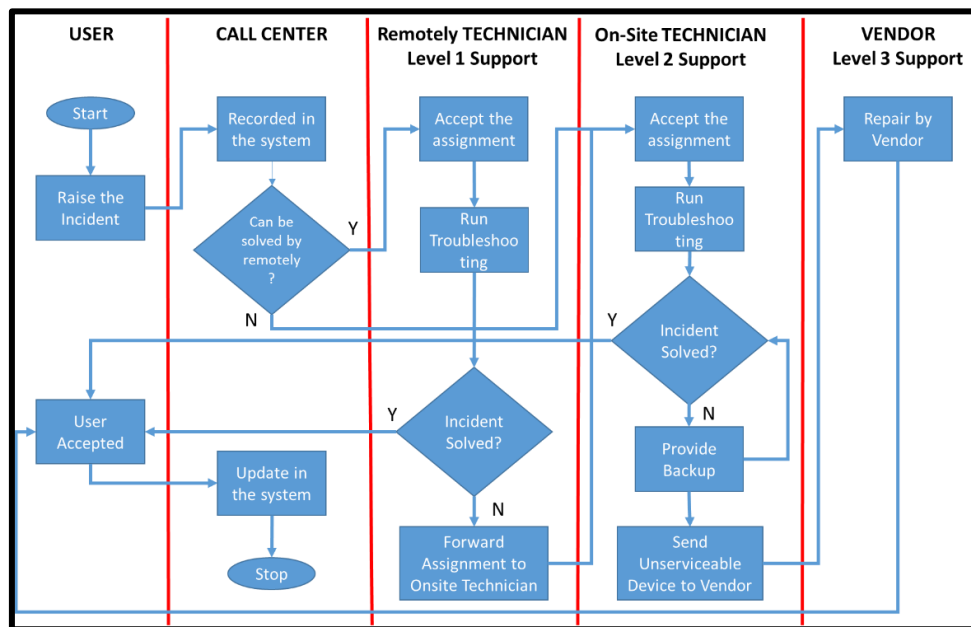 USER
CALL CENTER
Remotely TECHNICIAN
Level 1 Support
On-Site TECHNICIAN
Level 2 Support
VENDOR
Level 3 Support
Start
Raise the
Incident
User
Accepted
Recorded in
the system
Can be
solved by
remotely
?
Y
N
Update in
the system
Stop
Accept the
assignment
Run
Troubleshoo
ting
Incident
Solved?
Y
N
Forward
Assignment to
Onsite Technician
Accept the
assignment
Run
Troubleshoo
ting
Incident
Solved?
Y
N
Provide
Backup
Send
Unserviceable
Device to Vendor
Repair by
Vendor